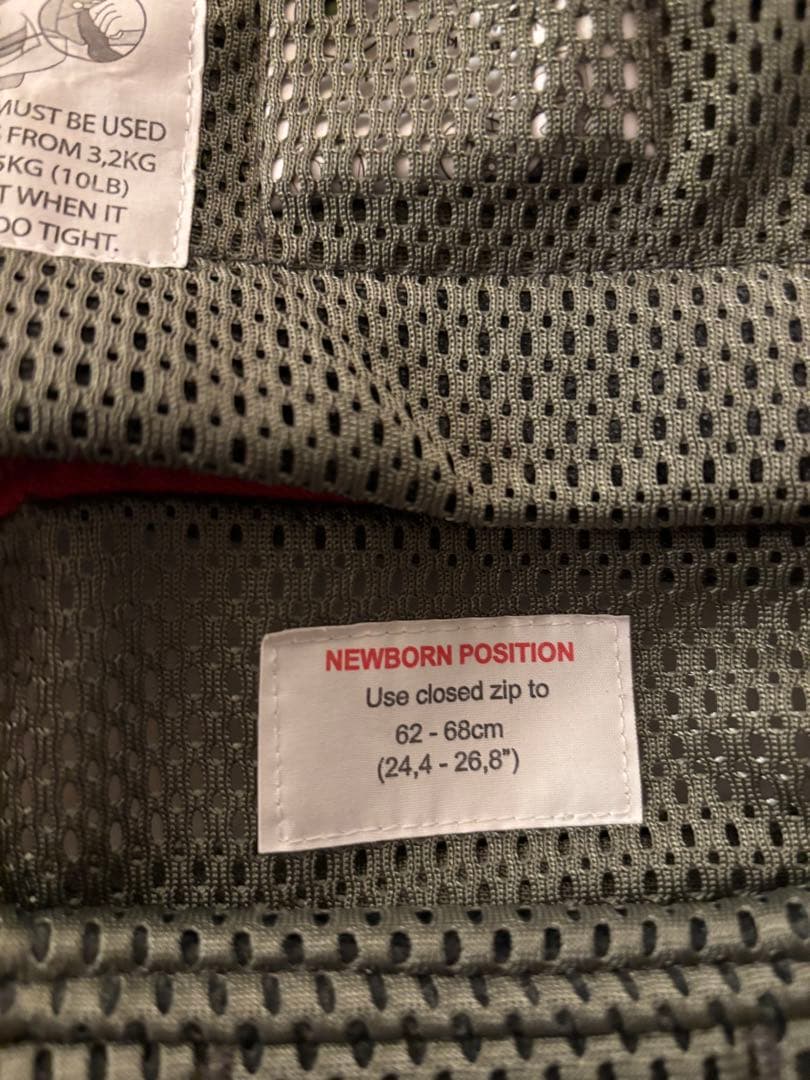 MUST BE USED
FROM 3,2KG
5KG (10LB)
WHEN IT
TIGHT.
NEWBORN POSITION
Use closed zip to
62 - 68cm
(24,4 - 26,8")